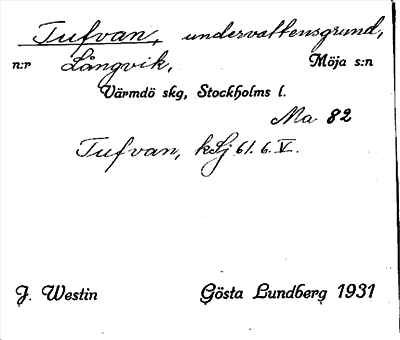 Tufvan, undervattensgrund,
n:r Långvik, Möja s:n
Värmdö skg, Stockholms l.
Ma 82
Tufvan, kSj 61.6.V.
J. Westin Gösta Lundberg 1931